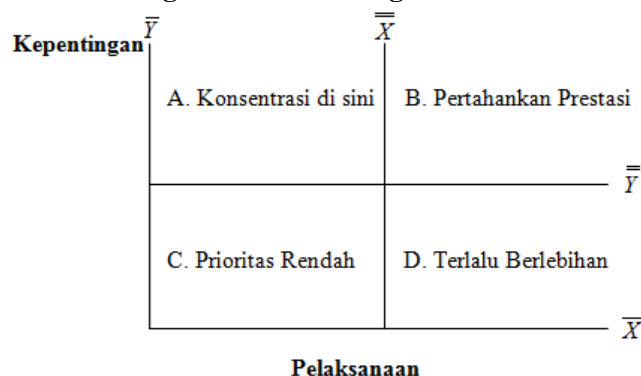 Y̅
X̿
Kepentingan
A. Konsentrasi di sini
B. Pertahankan Prestasi
Y̿
C. Prioritas Rendah
D. Terlalu Berlebihan
X̅
Pelaksanaan